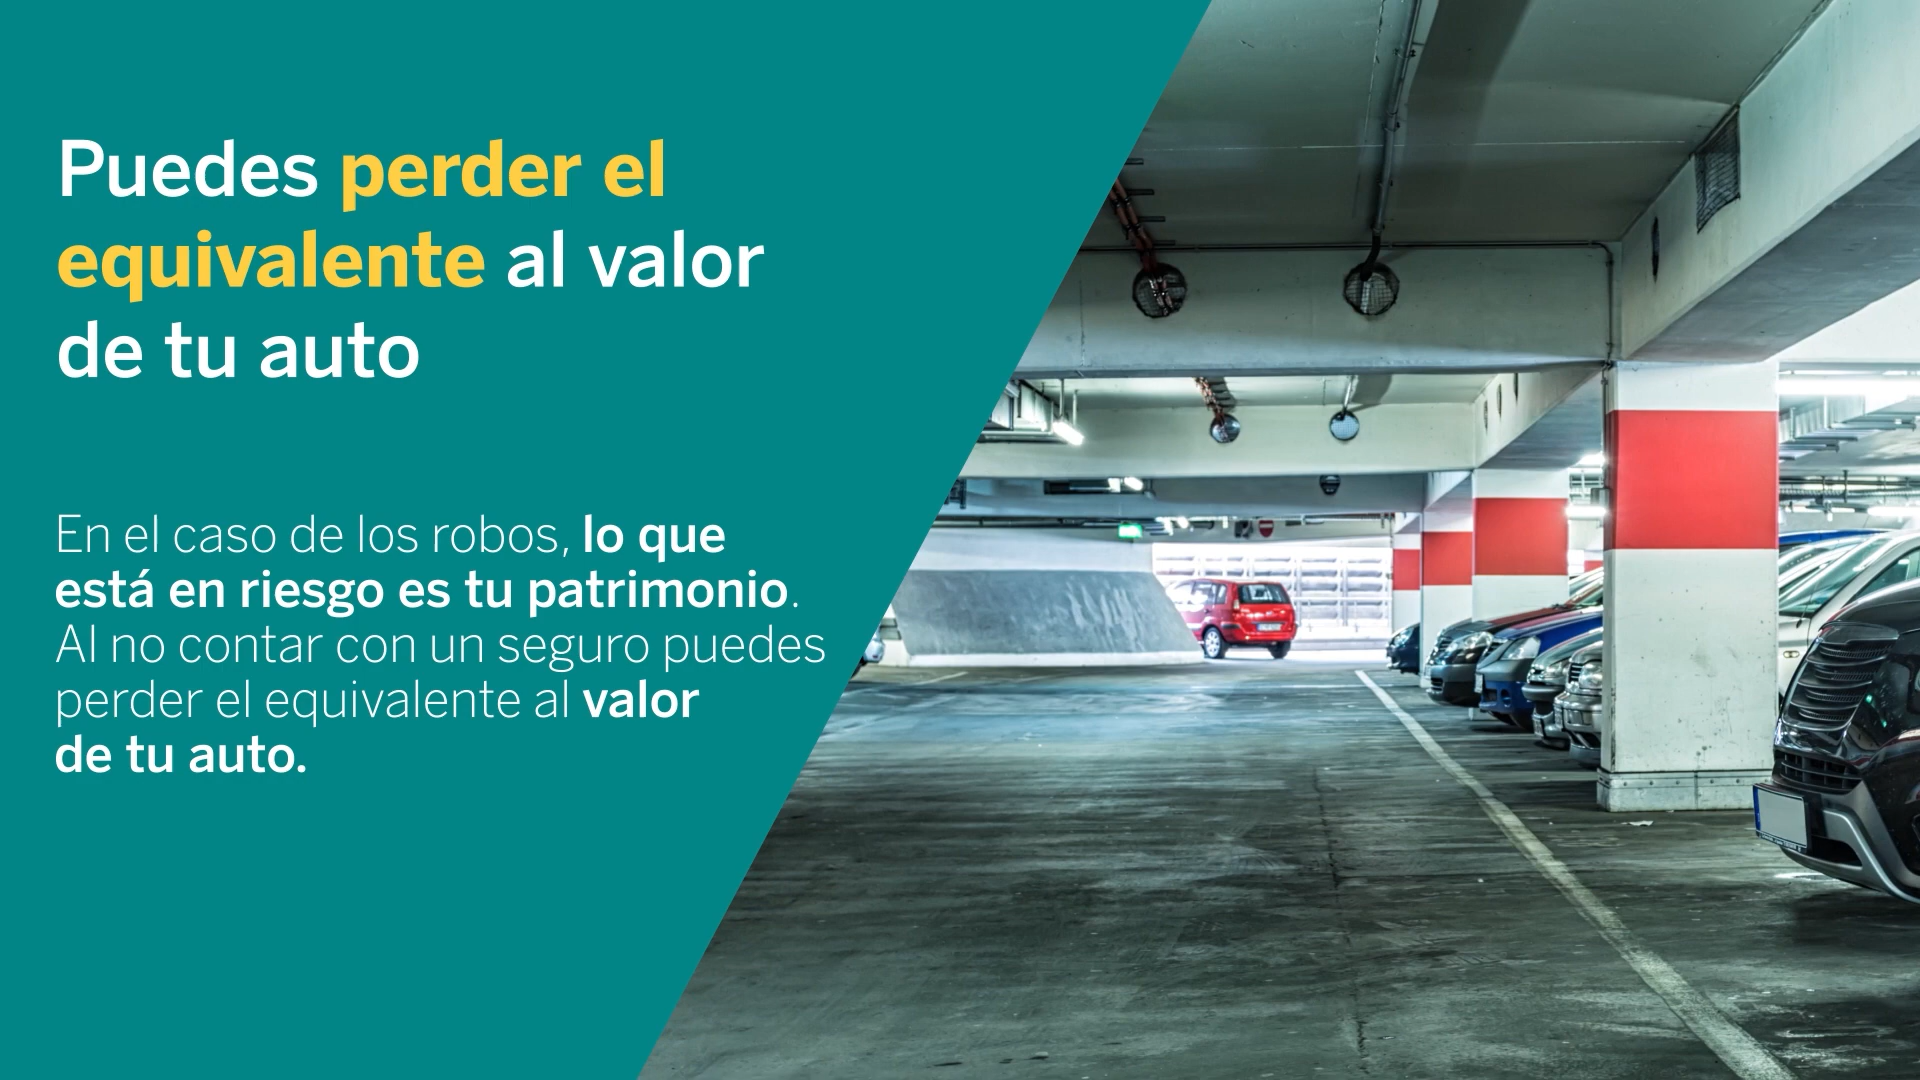 Puedes perder el
equivalente al valor
de tu auto
En el caso de los robos, lo que
está en riesgo es tu patrimonio.
Al no contar con un seguro puedes
perder el equivalente al valor
de tu auto.